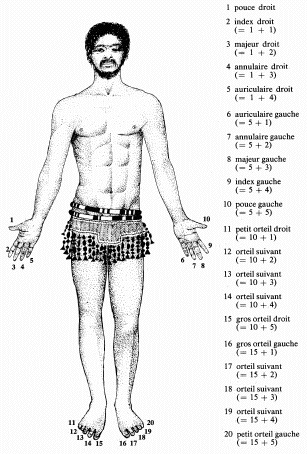 1 pouce droit
2 index droit
(= 1 + 1)
3 majeur droit
(= 1 + 2)
4 annulaire droit
(= 1 + 3)
5 auriculaire droit
(= 1 + 4)
6 auriculaire gauche
(= 5 + 1)
7 annulaire gauche
(= 5 + 2)
8 majeur gauche
(= 5 + 3)
9 index gauche
(= 5 + 4)
10 pouce gauche
(= 5 + 5)
11 petit orteil droit
(= 10 + 1)
12 orteil suivant
(= 10 + 2)
13 orteil suivant
(= 10 + 3)
14 orteil suivant
(= 10 + 4)
15 gros orteil droit
(= 10 + 5)
16 gros orteil gauche
(= 15 + 1)
17 orteil suivant
(= 15 + 2)
18 orteil suivant
(= 15 + 3)
19 orteil suivant
(= 15 + 4)
20 petit orteil gauche
(= 15 + 5)
1
2
3 4
5
10
9
6
7 8
11
12
13
14 15
20
19
18
16 17